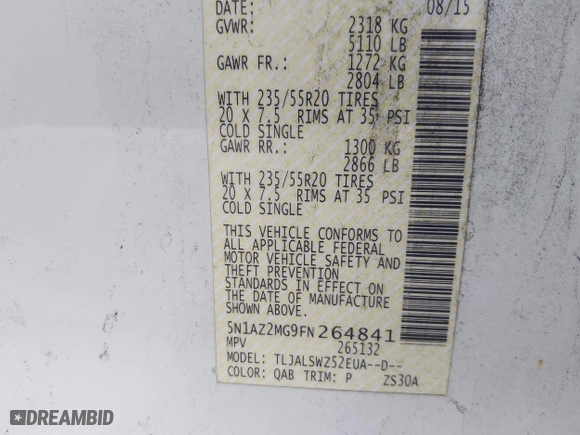 DATE: 08/15
GVWR: 2318 KG
5110 LB
GAWR FR.: 1272 KG
2804 LB
WITH 235/55R20 TIRES
20 X 7.5 RIMS AT 35 PSI
COLD SINGLE
GAWR RR.: 1300 KG
2866 LB
WITH 235/55R20 TIRES
20 X 7.5 RIMS AT 35 PSI
COLD SINGLE
THIS VEHICLE CONFORMS TO
ALL APPLICABLE FEDERAL
MOTOR VEHICLE SAFETY AND
THEFT PREVENTION
STANDARDS IN EFFECT ON
THE DATE OF MANUFACTURE
SHOWN ABOVE.
5N1AZ2MG9FN264841
MPV 265132
MODEL: TLJALSWZ52EUA--D--
COLOR: QAB TRIM: P ZS30A
DREAMBID